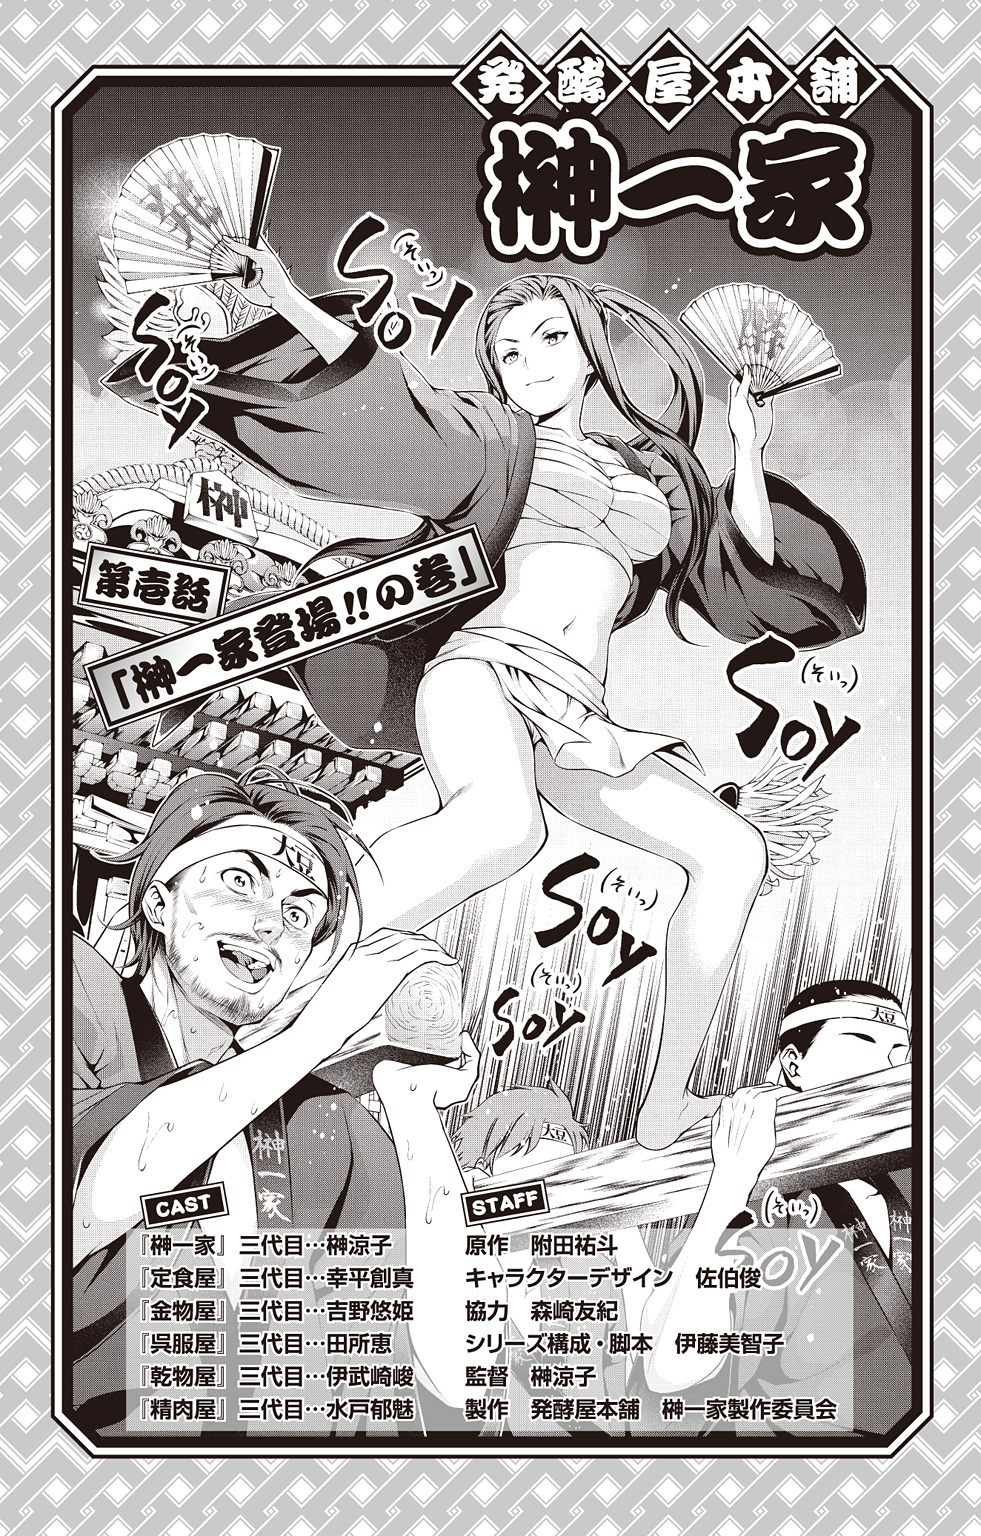 発酵屋本舗
榊一家
榊
Soy
(そいっ)
Soy
(そいっ)
榊
榊
第壱話
「榊一家登場!!の巻」
Soy
(そいっ)
大豆
Soy
(そいっ)
Soy
(そいっ)
大豆
大豆
榊一家
榊一家
榊一家
Soy
(そいっ)
CAST
『榊一家』三代目…榊涼子
『定食屋』三代目…幸平創真
『金物屋』三代目…吉野悠姫
『呉服屋』三代目…田所恵
『乾物屋』三代目…伊武崎峻
『精肉屋』三代目…水戸郁魅
STAFF
原作 附田祐斗
キャラクターデザイン 佐伯俊
協力 森崎友紀
シリーズ構成・脚本 伊藤美智子
監督 榊涼子
製作 発酵屋本舗 榊一家製作委員会